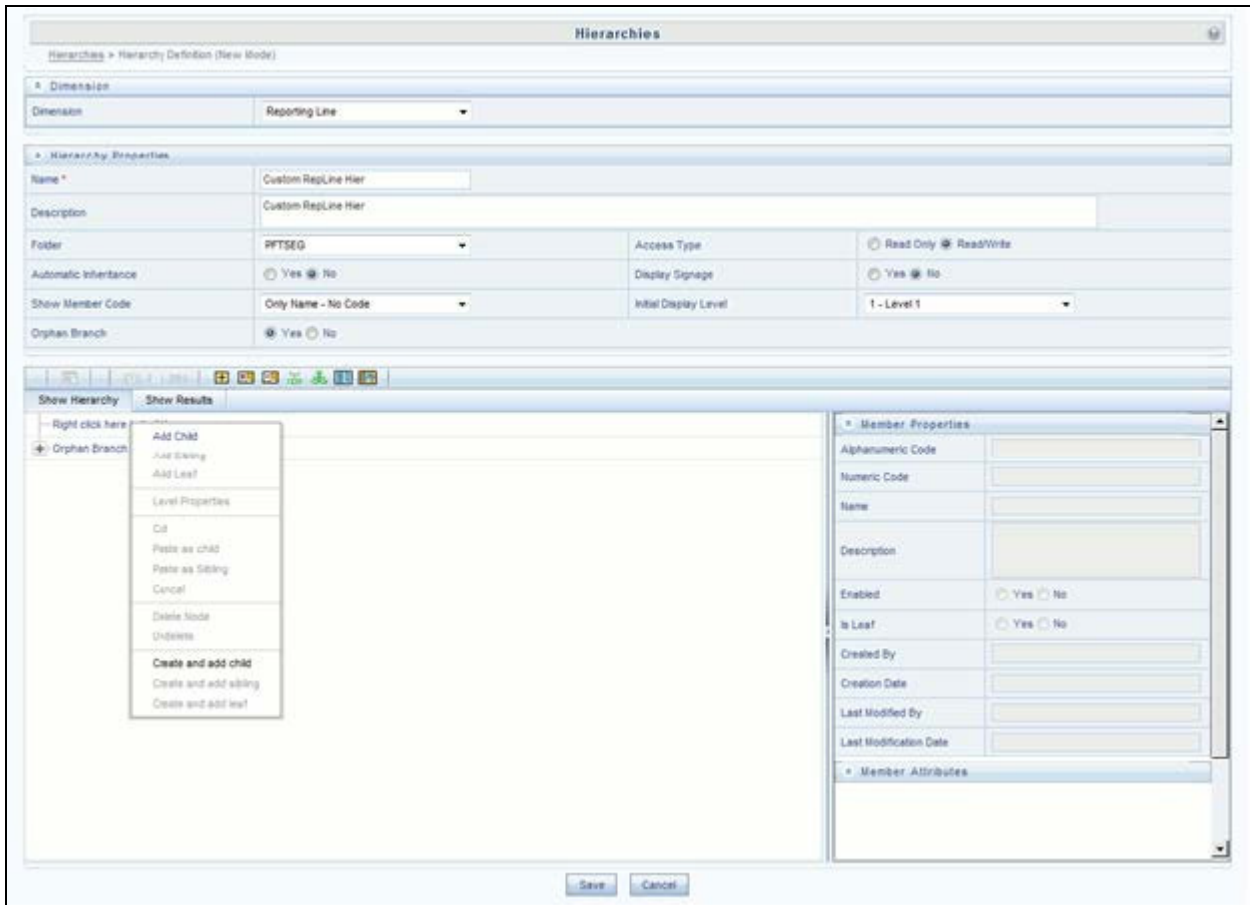 Hierarchies
Hierarchies > Hierarchy Definition (New Mode)
Dimension
Dimension Reporting Line
Hierarchy Properties
Name * Custom RepLine Hier
Description Custom RepLine Hier
Folder PFTSEG Access Type Read Only Read/Write
Automatic Inheritance Yes No Display Signage Yes No
Show Member Code Only Name - No Code Initial Display Level 1 - Level 1
Orphan Branch Yes No
Show Hierarchy Show Results
Right click here
Orphan Branch
Add Child
Add Sibling
Add Leaf
Level Properties
Cut
Paste as child
Paste as Sibling
Cancel
Delete Node
Undelete
Create and add child
Create and add sibling
Create and add leaf
Member Properties
Alphanumeric Code
Numeric Code
Name
Description
Enabled Yes No
Is Leaf Yes No
Created By
Creation Date
Last Modified By
Last Modification Date
Member Attributes
Save Cancel